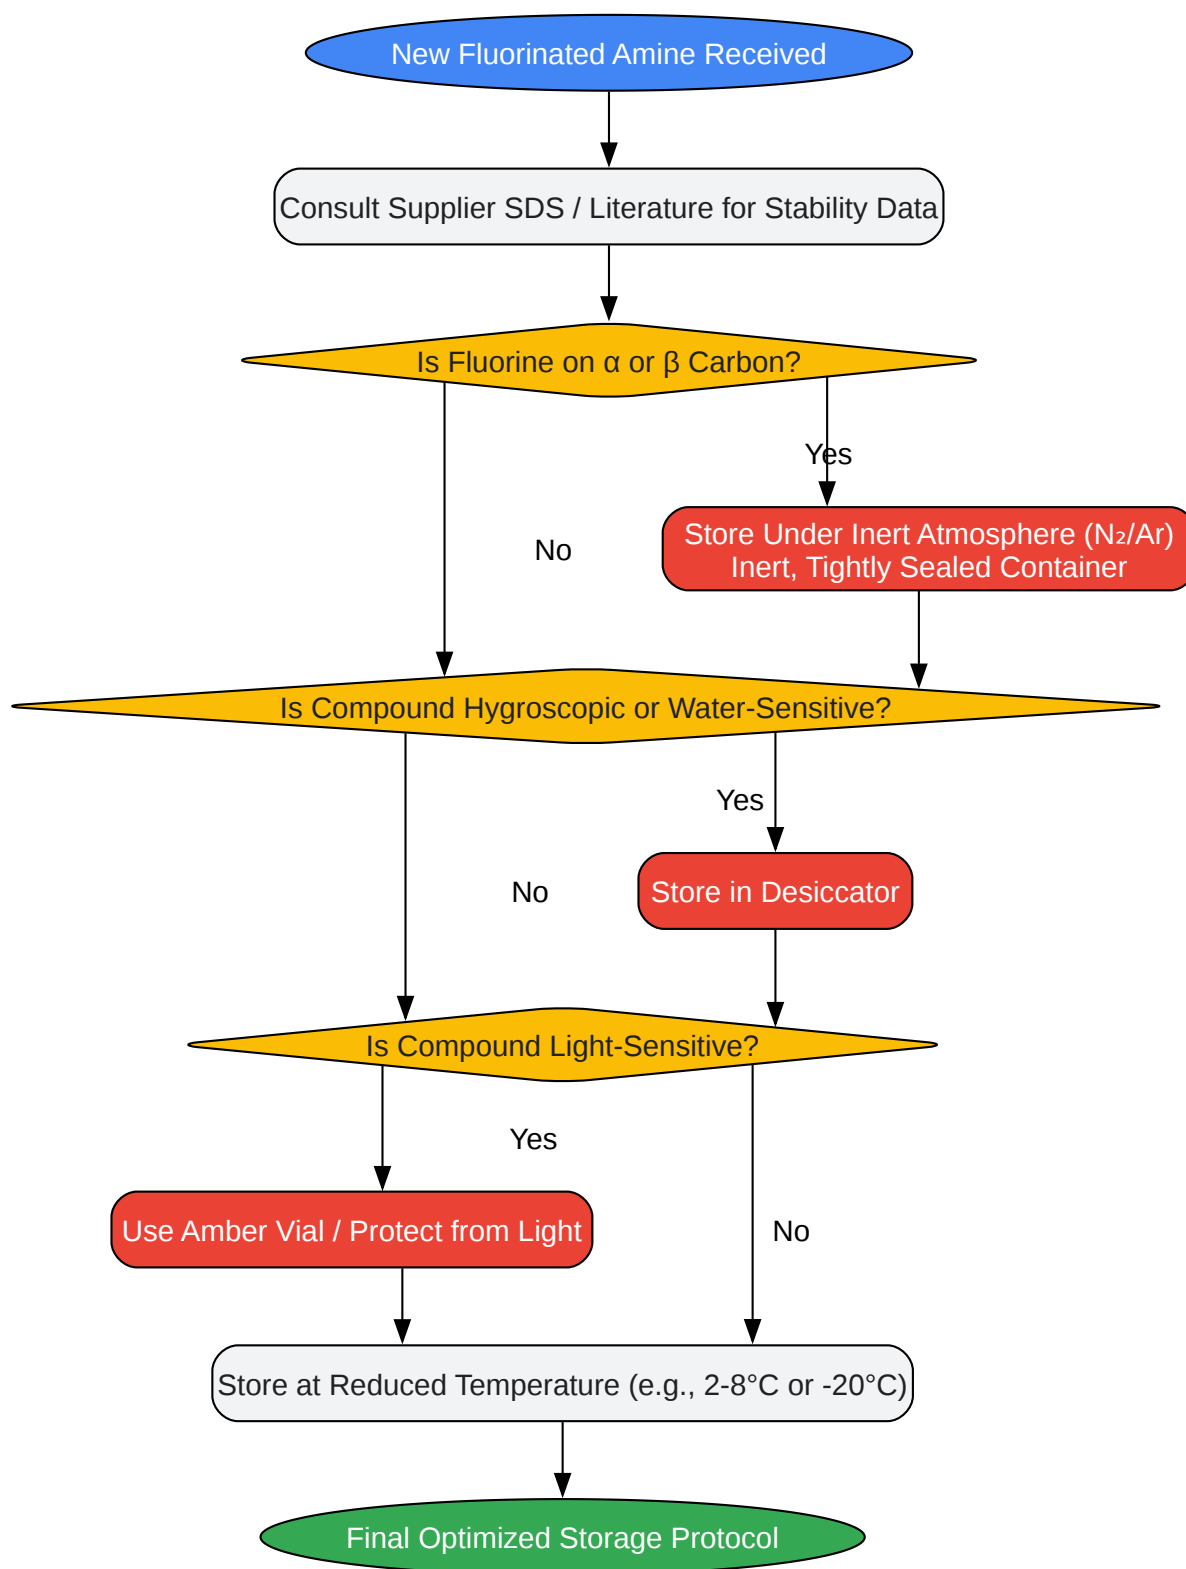 New Fluorinated Amine Received
Consult Supplier SDS / Literature for Stability Data
Is Fluorine on α or β Carbon?
Yes
Store Under Inert Atmosphere (N₂/Ar)
Inert, Tightly Sealed Container
No
Is Compound Hygroscopic or Water-Sensitive?
Yes
Store in Desiccator
No
Is Compound Light-Sensitive?
Yes
Use Amber Vial / Protect from Light
No
Store at Reduced Temperature (e.g., 2-8°C or -20°C)
Final Optimized Storage Protocol